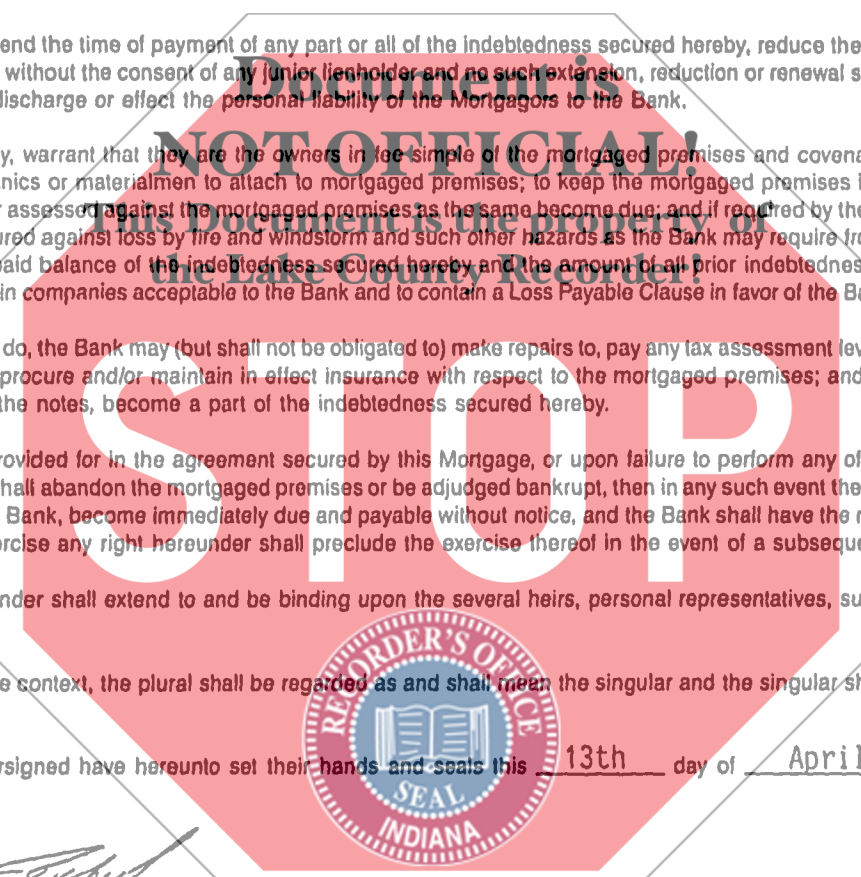 end the time of payment of any part or all of the indebtedness secured hereby, reduce the
without the consent of any junior lienholder and no such extension, reduction or renewal s
discharge or effect the personal liability of the Mortgagors to the Bank.
Document is
NOT OFFICIAL!
This Document is the property of
the Lake County Recorder!
y, warrant that they are the owners in fee simple of the mortgaged premises and covena
nics or materialmen to attach to mortgaged premises; to keep the mortgaged premises i
r assessed against the mortgaged premises as the same become due; and if required by the
ured against loss by fire and windstorm and such other hazards as the Bank may require fr
paid balance of the indebtedness secured hereby and the amount of all prior indebtednes
in companies acceptable to the Bank and to contain a Loss Payable Clause in favor of the Ba
do, the Bank may (but shall not be obligated to) make repairs to, pay any tax assessment lev
procure and/or maintain in effect insurance with respect to the mortgaged premises; and
the notes, become a part of the indebtedness secured hereby.
STOP
rovided for in the agreement secured by this Mortgage, or upon failure to perform any of
hall abandon the mortgaged premises or be adjudged bankrupt, then in any such event the
Bank, become immediately due and payable without notice, and the Bank shall have the r
ercise any right hereunder shall preclude the exercise thereof in the event of a subseque
nder shall extend to and be binding upon the several heirs, personal representatives, su
e context, the plural shall be regarded as and shall mean the singular and the singular sh
RECORDER'S OFFICE
SEAL
INDIANA
rsigned have hereunto set their hands and seals this 13th day of April